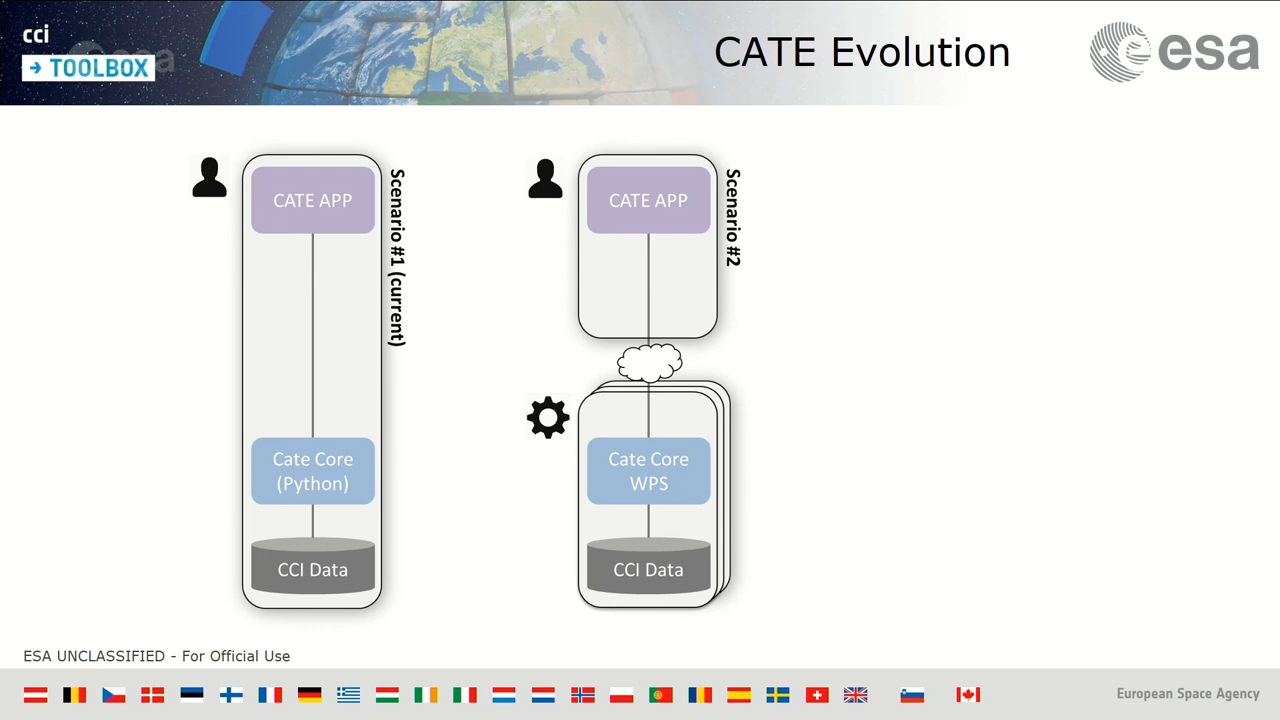 cci
→ TOOLBOX
CATE Evolution
esa
CATE APP
Scenario #1 (current)
Cate Core
(Python)
CCI Data
CATE APP
Scenario #2
Cate Core
WPS
CCI Data
ESA UNCLASSIFIED - For Official Use
European Space Agency